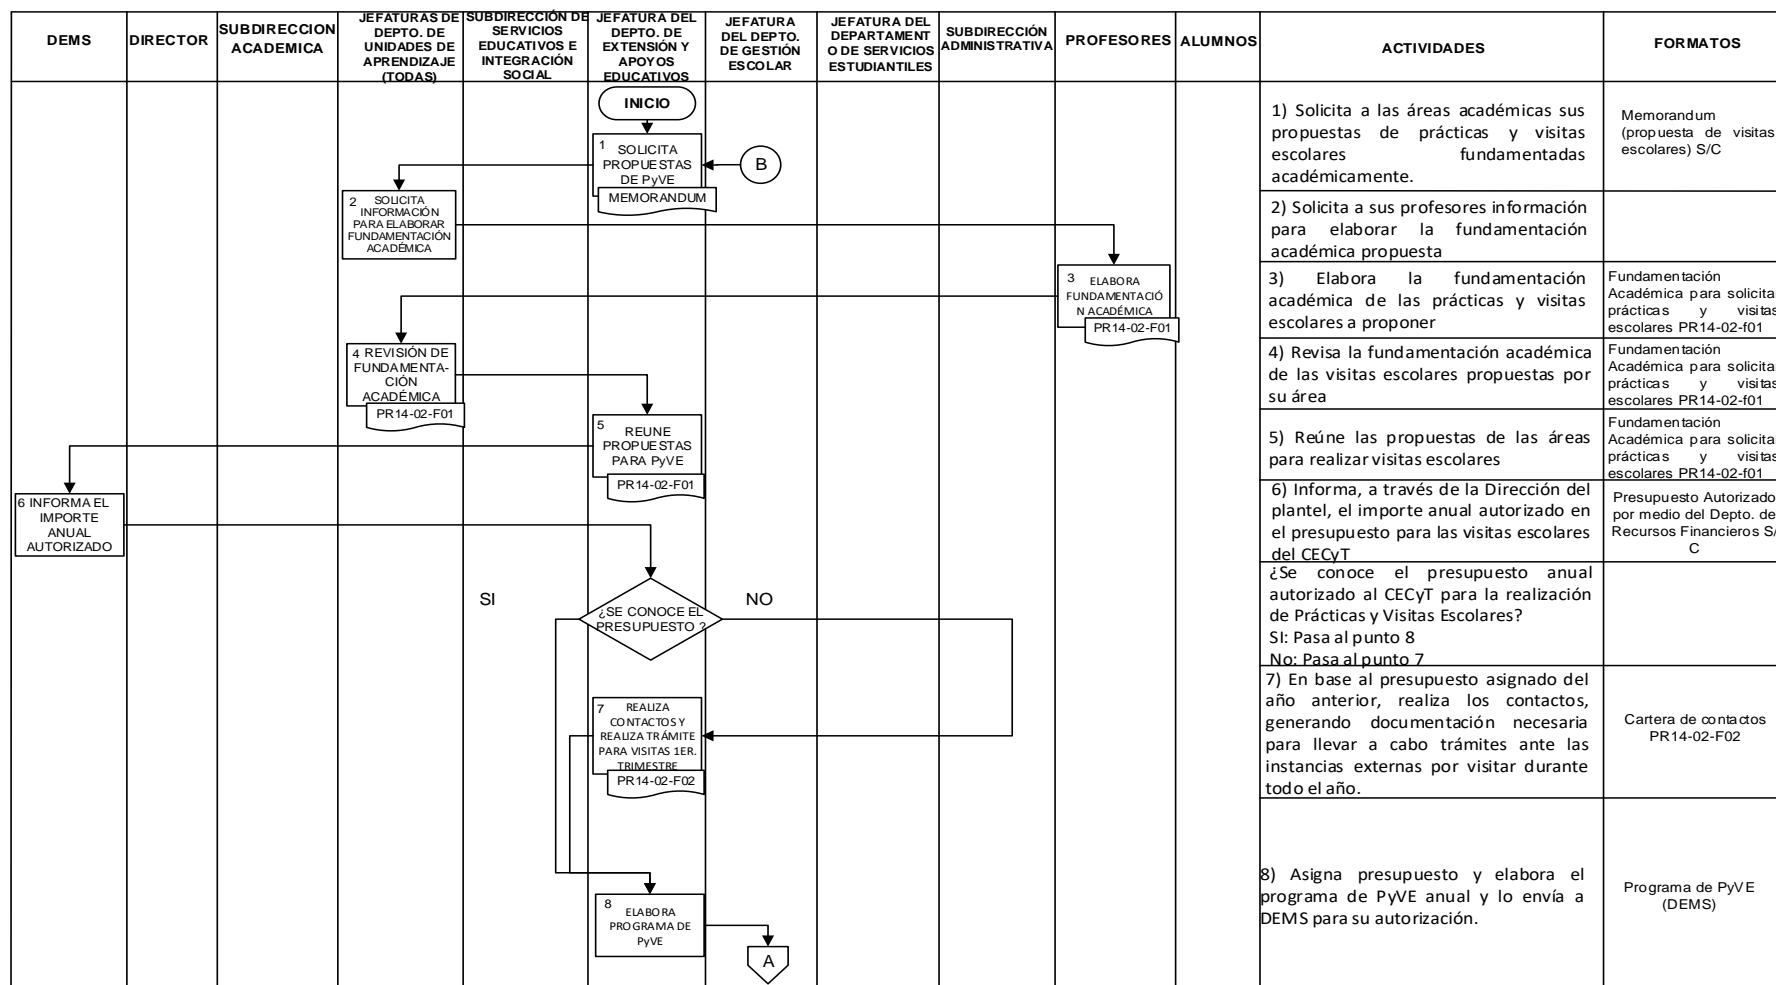 DEMS
DIRECTOR
SUBDIRECCION
ACADEMICA
JEFATURAS DE
DEPTO. DE
UNIDADES DE
APRENDIZAJE
(TODAS)
SUBDIRECCIÓN DE
SERVICIOS
EDUCATIVOS E
INTEGRACIÓN
SOCIAL
JEFATURA DEL
DEPTO. DE
EXTENSIÓN Y
APOYOS
EDUCATIVOS
JEFATURA
DEL DEPTO.
DE GESTIÓN
ESCOLAR
JEFATURA DEL
DEPARTAMENT
O DE SERVICIOS
ESTUDIANTILES
SUBDIRECCIÓN
ADMINISTRATIVA
PROFESORES
ALUMNOS
ACTIVIDADES
FORMATOS
INICIO
1
SOLICITA
PROPUESTAS
DE PyVE
MEMORANDUM
B
2 SOLICITA
INFORMACIÓN
PARA ELABORAR
FUNDAMENTACIÓN
ACADÉMICA
3 ELABORA
FUNDAMENTACIÓ
N ACADÉMICA
PR14-02-F01
4 REVISIÓN DE
FUNDAMENTA-
CIÓN
ACADÉMICA
PR14-02-F01
5
REUNE
PROPUESTAS
PARA PyVE
PR14-02-F01
6 INFORMA EL
IMPORTE
ANUAL
AUTORIZADO
SI
¿SE CONOCE EL
PRESUPUESTO ?
NO
7 REALIZA
CONTACTOS Y
REALIZA TRÁMITE
PARA VISITAS 1ER.
TRIMESTRE
PR14-02-F02
8
ELABORA
PROGRAMA DE
PyVE
A
1) Solicita a las áreas académicas sus
propuestas de prácticas y visitas
escolares fundamentadas
académicamente.
Memorandum
(propuesta de visitas
escolares) S/C
2) Solicita a sus profesores información
para elaborar la fundamentación
académica propuesta
3) Elabora la fundamentación
académica de las prácticas y visitas
escolares a proponer
Fundamentación
Académica para solicitar
prácticas y visitas
escolares PR14-02-f01
4) Revisa la fundamentación académica
de las visitas escolares propuestas por
su área
Fundamentación
Académica para solicitar
prácticas y visitas
escolares PR14-02-f01
5) Reúne las propuestas de las áreas
para realizar visitas escolares
Fundamentación
Académica para solicitar
prácticas y visitas
escolares PR14-02-f01
6) Informa, a través de la Dirección del
plantel, el importe anual autorizado en
el presupuesto para las visitas escolares
del CECyT
Presupuesto Autorizado
por medio del Depto. de
Recursos Financieros S/
C
¿Se conoce el presupuesto anual
autorizado al CECyT para la realización
de Prácticas y Visitas Escolares?
SI: Pasa al punto 8
No: Pasa al punto 7
7) En base al presupuesto asignado del
año anterior, realiza los contactos,
generando documentación necesaria
para llevar a cabo trámites ante las
instancias externas por visitar durante
todo el año.
Cartera de contactos
PR14-02-F02
8) Asigna presupuesto y elabora el
programa de PyVE anual y lo envía a
DEMS para su autorización.
Programa de PyVE
(DEMS)